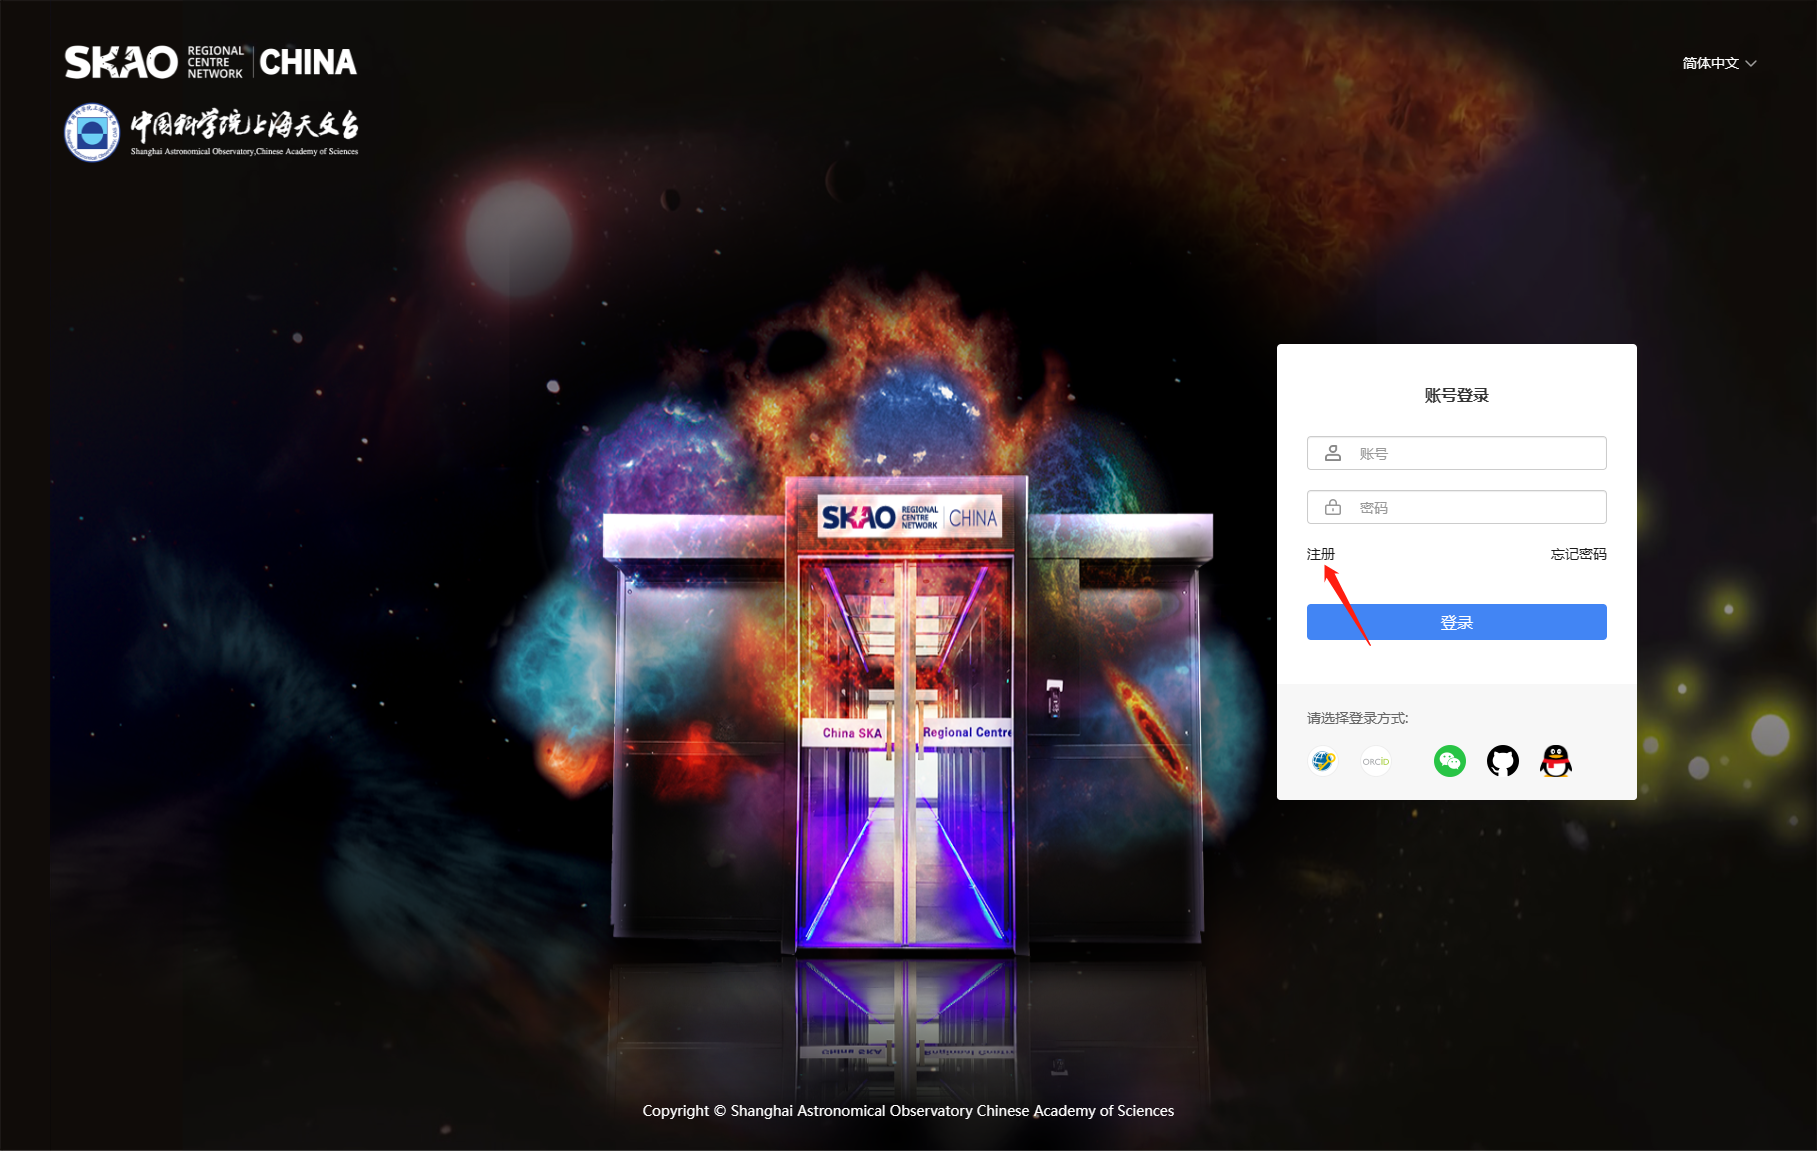 SKAO REGIONAL CENTRE NETWORK CHINA
中国科学院上海天文台
Shanghai Astronomical Observatory,Chinese Academy of Sciences
简体中文
SKAO REGIONAL CENTRE NETWORK CHINA
China SKA Regional Centre
账号登录
账号
密码
注册 忘记密码
登录
请选择登录方式:
ORCID
Copyright © Shanghai Astronomical Observatory Chinese Academy of Sciences